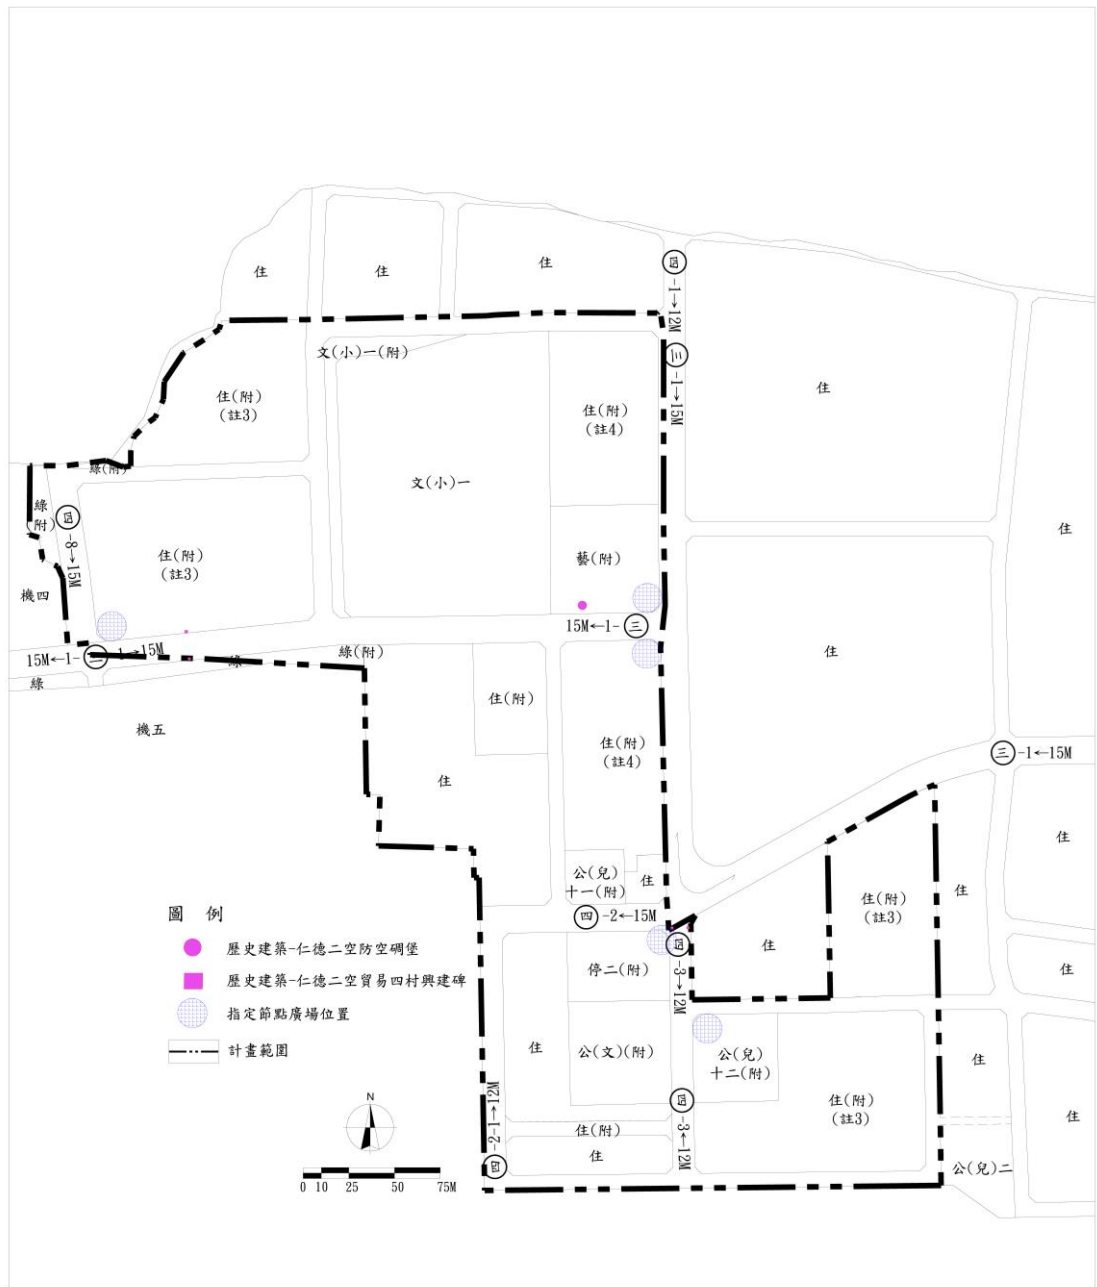 住
住
住
四
-1→12M
三
-1→15M
文(小)一(附)
住
住(附)
(註3)
住(附)
(註4)
綠(附)
文(小)一
綠
(附)
四
-8→15M
住
住(附)
(註3)
藝(附)
機四
15M←1-
三
15M←1-
三
-1→15M
綠(附)
綠
住
綠
住(附)
機五
住(附)
(註4)
三
-1←15M
住
住
公(兒)
十一(附)
住
住
住(附)
(註3)
四
-2←15M
圖 例
歷史建築-仁德二空防空碉堡
歷史建築-仁德二空貿易四村興建碑
指定節點廣場位置
計畫範圍
四
-3→12M
住
停二(附)
住
住
公(文)(附)
公(兒)
十二(附)
住
四
-3←12M
住(附)
(註3)
住
住(附)
住
-2-1→12M
四
公(兒)二
N
0 10 25 50 75M